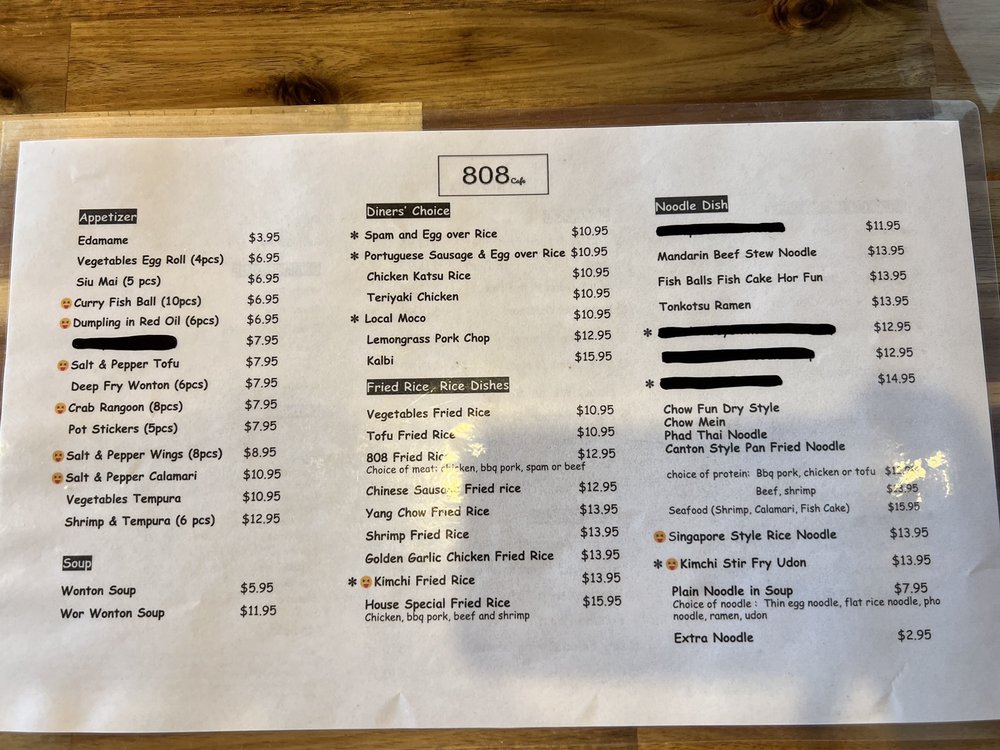 808 Cafe
Appetizer
Edamame $3.95
Vegetables Egg Roll (4pcs) $6.95
Siu Mai (5 pcs) $6.95
Curry Fish Ball (10pcs) $6.95
Dumpling in Red Oil (6pcs) $6.95
$7.95
Salt & Pepper Tofu $7.95
Deep Fry Wonton (6pcs) $7.95
Crab Rangoon (8pcs) $7.95
Pot Stickers (5pcs) $7.95
Salt & Pepper Wings (8pcs) $8.95
Salt & Pepper Calamari $10.95
Vegetables Tempura $10.95
Shrimp & Tempura (6 pcs) $12.95
Soup
Wonton Soup $5.95
Wor Wonton Soup $11.95
Diners' Choice
* Spam and Egg over Rice $10.95
* Portuguese Sausage & Egg over Rice $10.95
Chicken Katsu Rice $10.95
Teriyaki Chicken $10.95
* Local Moco $10.95
Lemongrass Pork Chop $12.95
Kalbi $15.95
Fried Rice, Rice Dishes
Vegetables Fried Rice $10.95
Tofu Fried Rice $10.95
808 Fried Rice $12.95
Choice of meat: chicken, bbq pork, spam or beef
Chinese Sausage Fried rice $12.95
Yang Chow Fried Rice $13.95
Shrimp Fried Rice $13.95
Golden Garlic Chicken Fried Rice $13.95
* Kimchi Fried Rice $13.95
House Special Fried Rice $15.95
Chicken, bbq pork, beef and shrimp
Noodle Dish
$11.95
Mandarin Beef Stew Noodle $13.95
Fish Balls Fish Cake Hor Fun $13.95
Tonkotsu Ramen $13.95
* $12.95
$12.95
* $14.95
Chow Fun Dry Style
Chow Mein
Phad Thai Noodle
Canton Style Pan Fried Noodle
choice of protein: Bbq pork, chicken or tofu
Beef, shrimp
Seafood (Shrimp, Calamari, Fish Cake) $15.95
Singapore Style Rice Noodle $13.95
* Kimchi Stir Fry Udon $13.95
Plain Noodle in Soup $7.95
Choice of noodle : Thin egg noodle, flat rice noodle, pho
noodle, ramen, udon
Extra Noodle $2.95